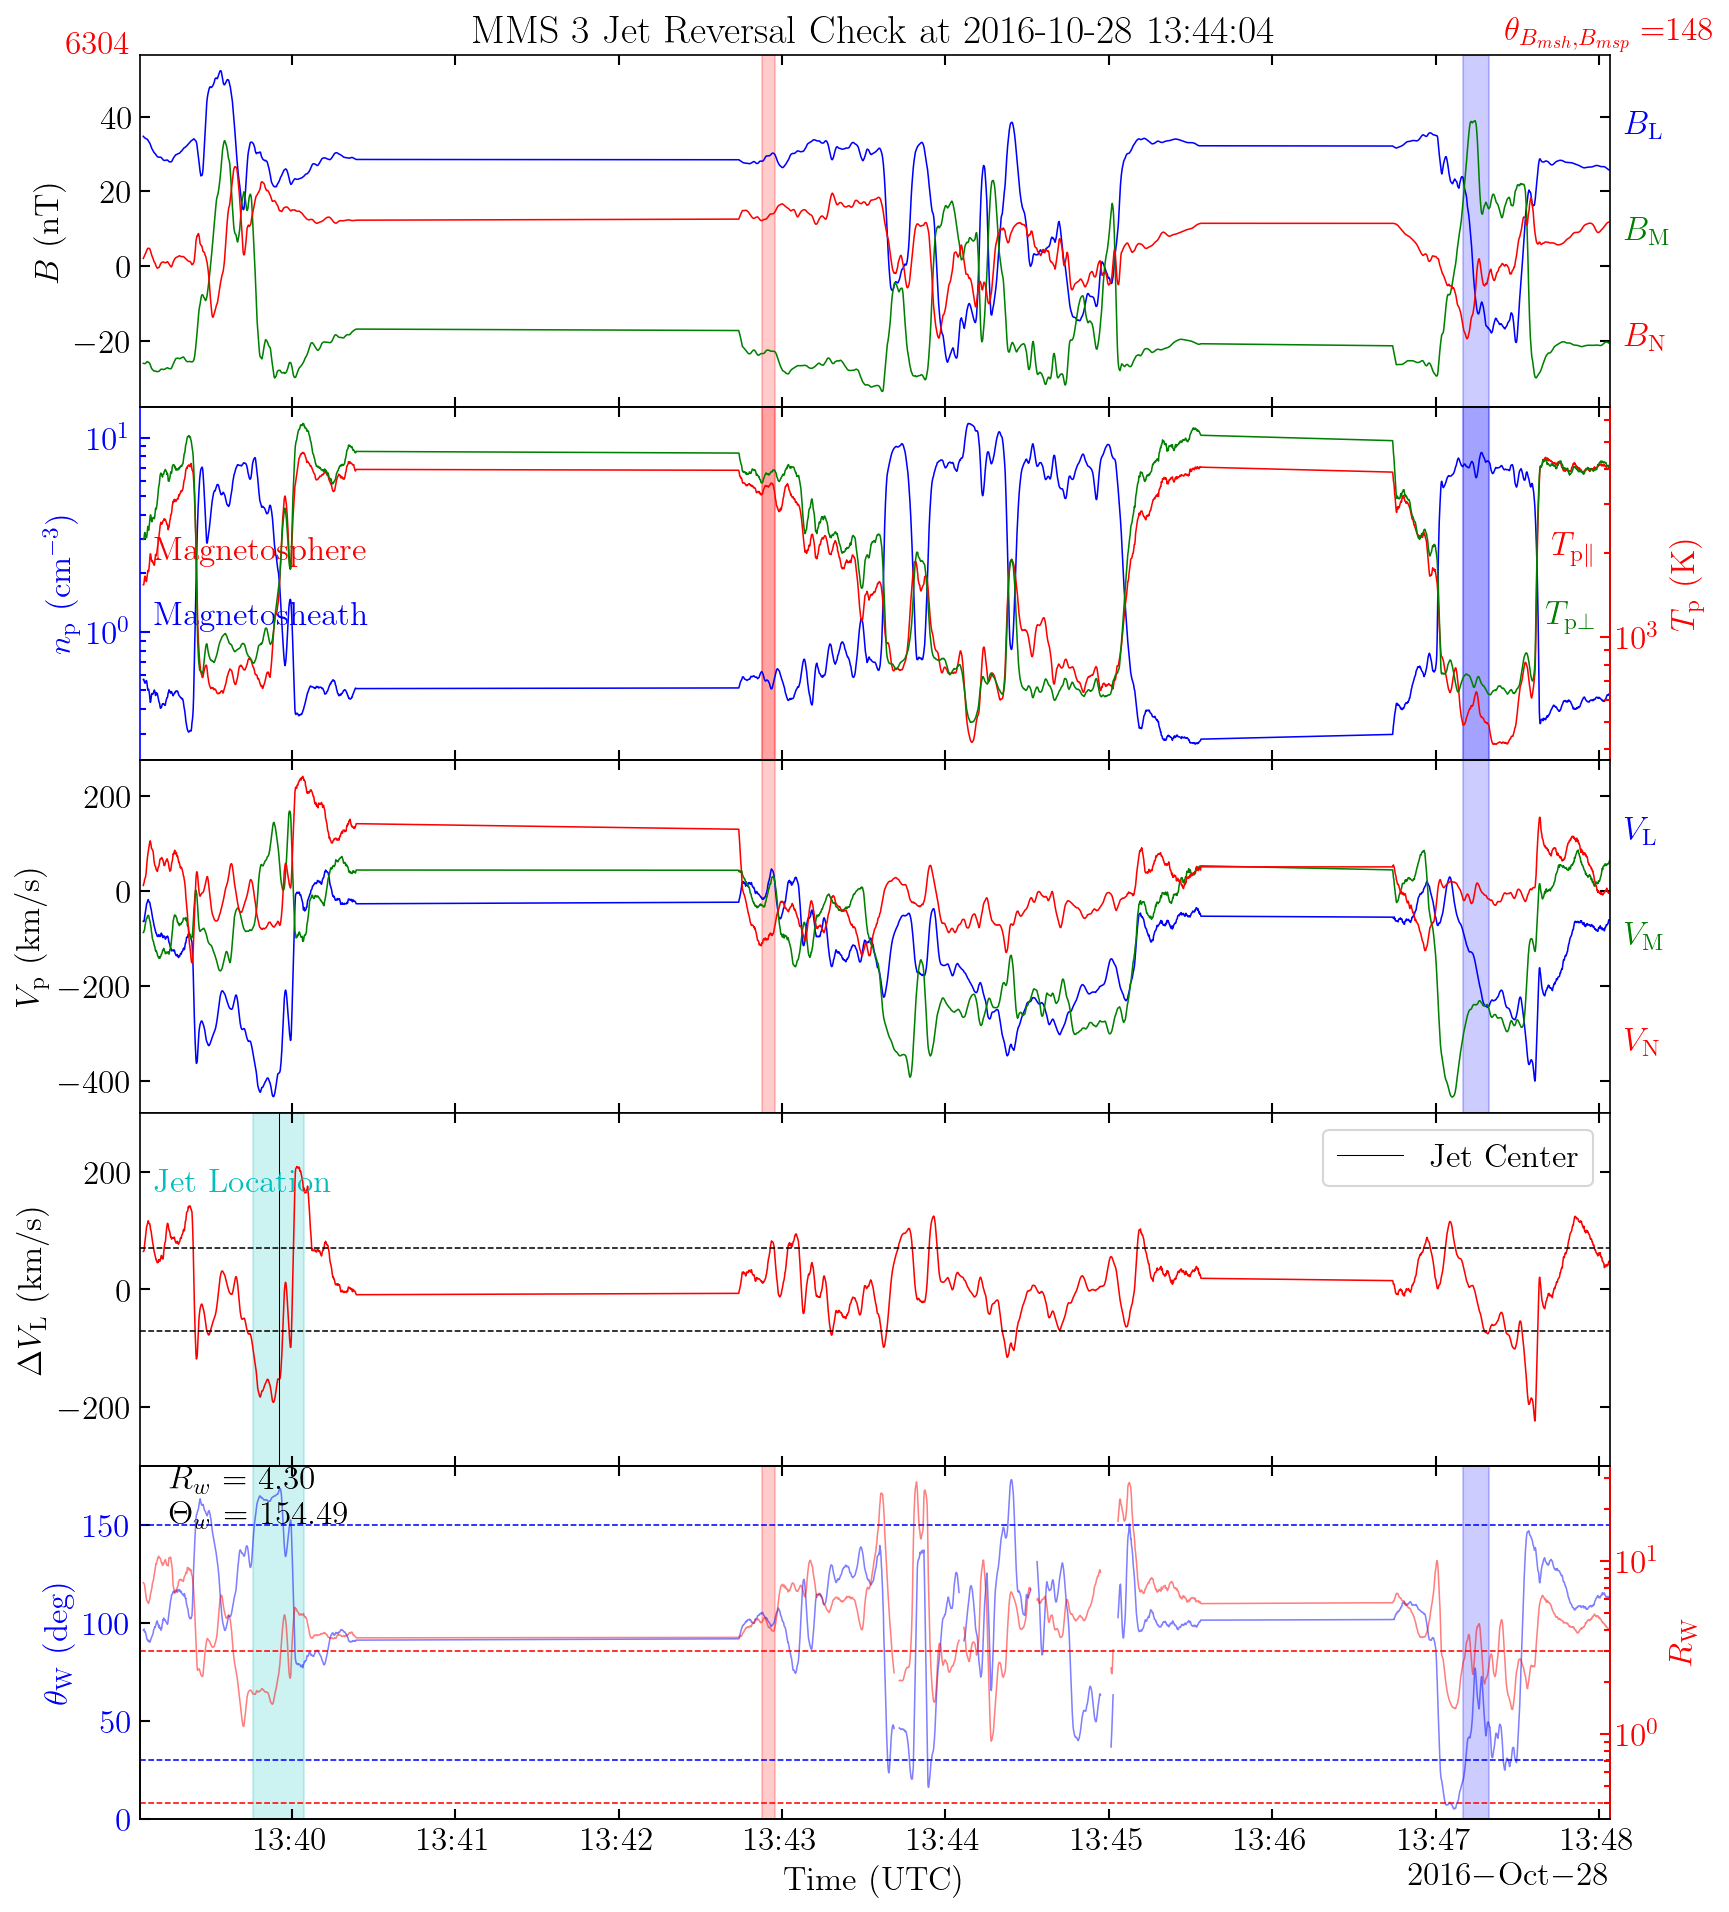 MMS 3 Jet Reversal Check at 2016-10-28 13:44:04
6304
θ_{B_{msh},B_{msp}} =148
B (nT)
40
20
0
−20
B_L
B_M
B_N
n_p (cm^{−3})
10^1
10^0
Magnetosphere
Magnetosheath
T_{p∥}
T_{p⊥}
10^3
T_p (K)
V_p (km/s)
200
0
−200
−400
V_L
V_M
V_N
ΔV_L (km/s)
200
0
−200
Jet Location
Jet Center
R_w = 4.30
Θ_w = 154.49
θ_W (deg)
150
100
50
0
10^1
10^0
R_W
13:40 13:41 13:42 13:43 13:44 13:45 13:46 13:47 13:48
Time (UTC)
2016−Oct−28